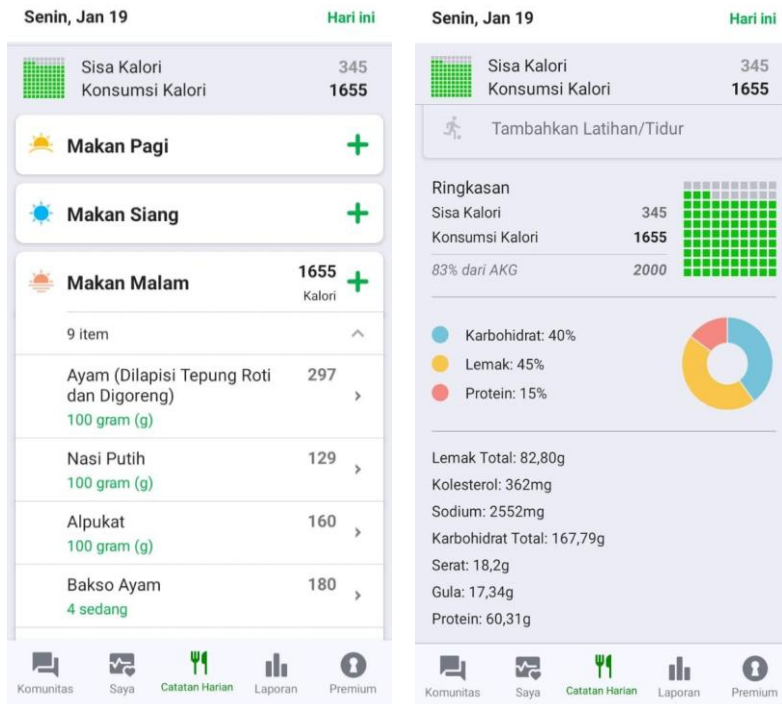 Senin, Jan 19
Hari ini
Sisa Kalori 345
Konsumsi Kalori 1655
Makan Pagi
Makan Siang
Makan Malam 1655
Kalori
9 item
Ayam (Dilapisi Tepung Roti 297
dan Digoreng)
100 gram (g)
Nasi Putih 129
100 gram (g)
Alpukat 160
100 gram (g)
Bakso Ayam 180
4 sedang
Komunitas Saya Catatan Harian Laporan Premium
Senin, Jan 19
Hari ini
Sisa Kalori 345
Konsumsi Kalori 1655
Tambahkan Latihan/Tidur
Ringkasan
Sisa Kalori 345
Konsumsi Kalori 1655
83% dari AKG 2000
Karbohidrat: 40%
Lemak: 45%
Protein: 15%
Lemak Total: 82,80g
Kolesterol: 362mg
Sodium: 2552mg
Karbohidrat Total: 167,79g
Serat: 18,2g
Gula: 17,34g
Protein: 60,31g
Komunitas Saya Catatan Harian Laporan Premium